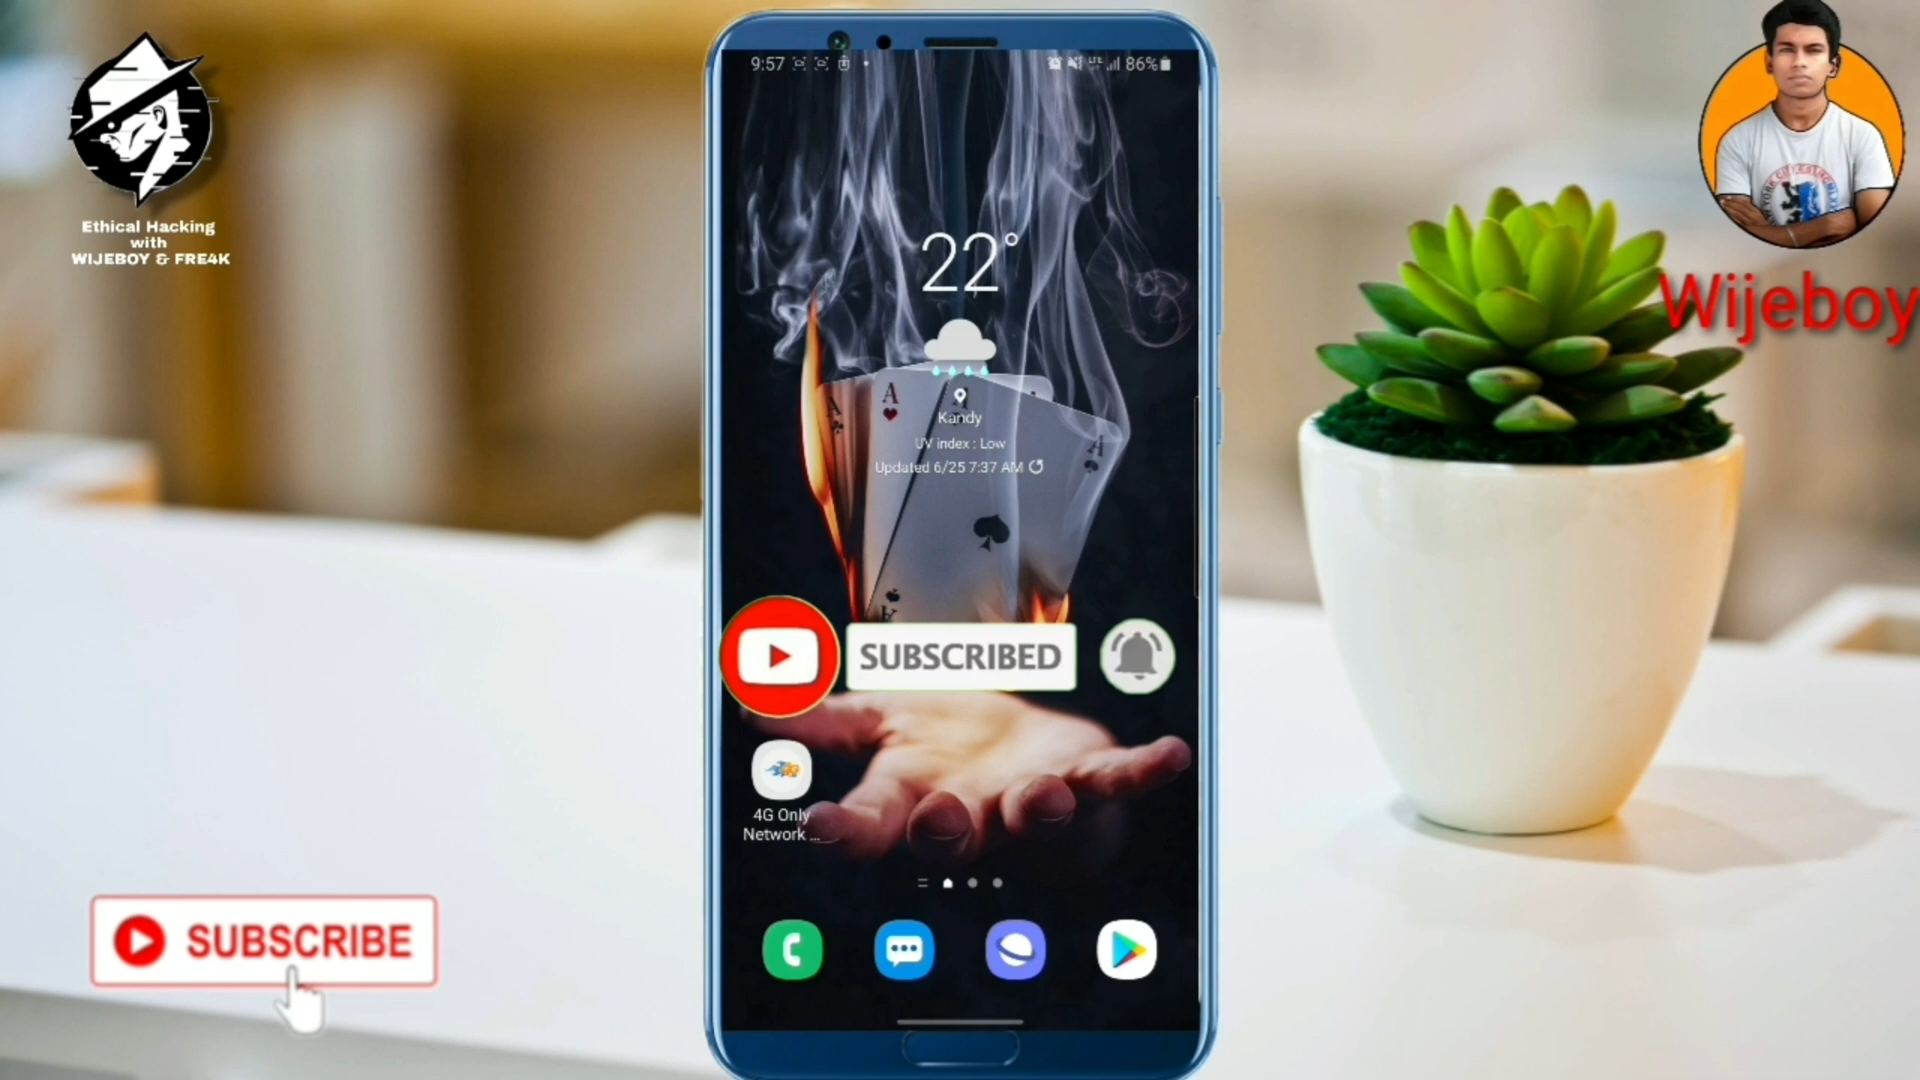 Ethical Hacking
with
WIJEBOY & FRE4K
9:57
86%
22°
A
A
A
Kandy
UV index : Low
Updated 6/25 7:37 AM
SUBSCRIBED
4G Only
Network ...
SUBSCRIBE
Wijeboy